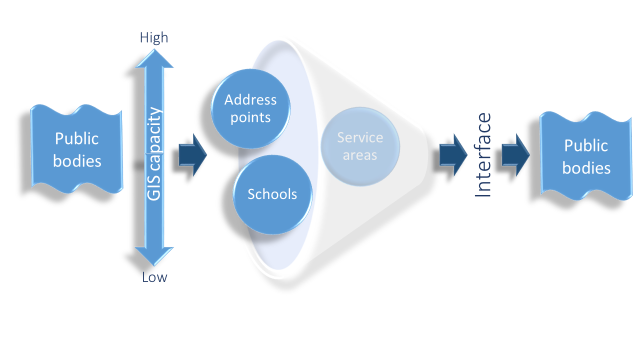 High
Public
bodies
GIS capacity
Low
Address
points
Schools
Service
areas
Interface
Public
bodies